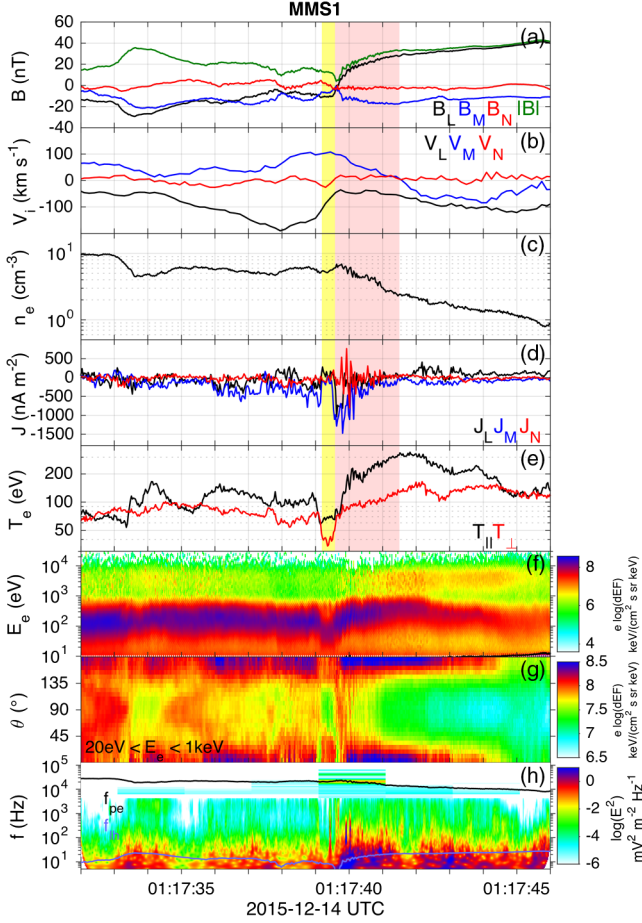 MMS1
60
40
20
0
-20
-40
B (nT)
(a)
B_L B_M B_N |B|
100
0
-100
V_i (km s^-1)
(b)
V_L V_M V_N
10^1
10^0
n_e (cm^-3)
(c)
500
0
-500
-1000
-1500
J (nA m^-2)
(d)
J_L J_M J_N
200
100
50
T_e (eV)
(e)
T_|| T_⊥
10^4
10^3
10^2
10^1
E_e (eV)
(f)
8
6
4
e log(dEF)
keV/(cm^2 s sr keV)
135
90
45
θ (°)
(g)
20eV < E_e < 1keV
8.5
8
7.5
7
6.5
e log(dEF)
keV/(cm^2 s sr keV)
10^5
10^4
10^3
10^2
10^1
f (Hz)
(h)
f_pe
f_lh
0
-2
-4
-6
log(E^2)
mV^2 m^-2 Hz^-1
01:17:35 01:17:40 01:17:45
2015-12-14 UTC